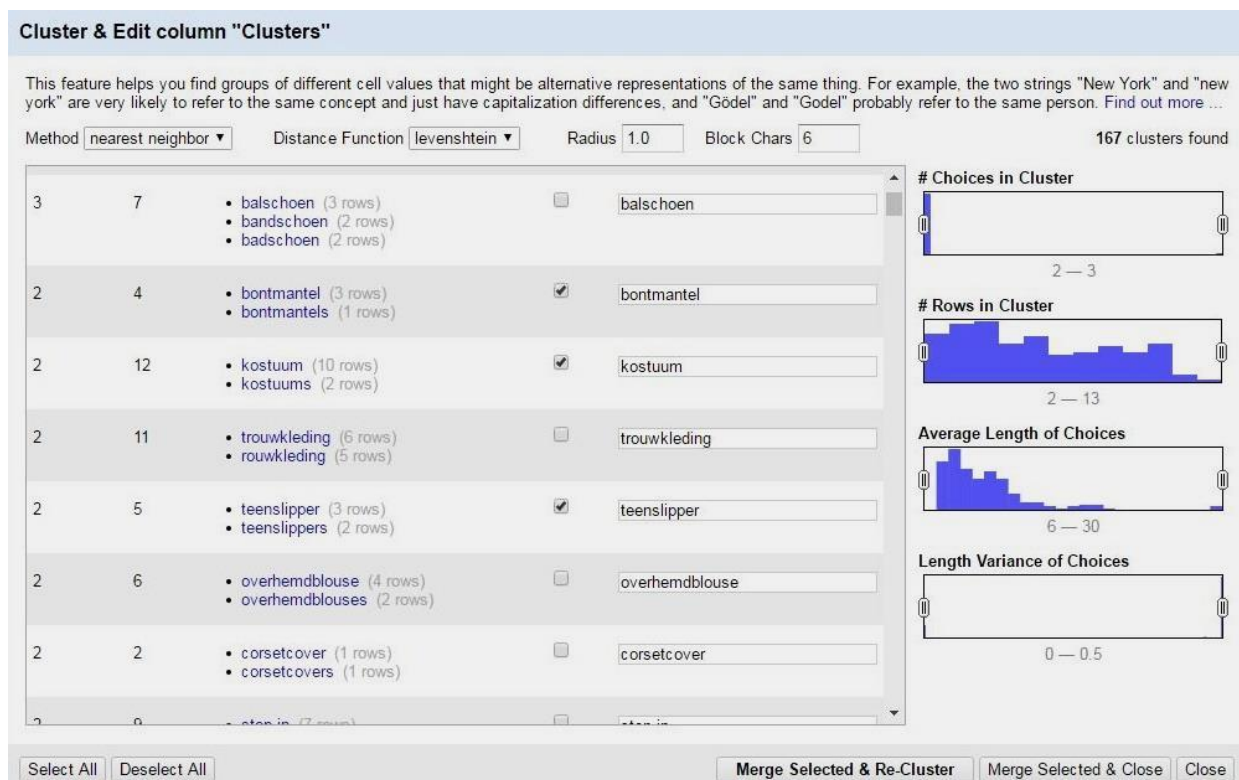 Cluster & Edit column "Clusters"
This feature helps you find groups of different cell values that might be alternative representations of the same thing. For example, the two strings "New York" and "new
york" are very likely to refer to the same concept and just have capitalization differences, and "Gödel" and "Godel" probably refer to the same person. Find out more ...
Method nearest neighbor ▼ Distance Function levenshtein ▼ Radius 1.0 Block Chars 6 167 clusters found
3 7 • balschoen (3 rows) balschoen
• bandschoen (2 rows)
• badschoen (2 rows)
2 4 • bontmantel (3 rows) bontmantel
• bontmantels (1 rows)
2 12 • kostuum (10 rows) kostuum
• kostuums (2 rows)
2 11 • trouwkleding (6 rows) trouwkleding
• rouwkleding (5 rows)
2 5 • teenslipper (3 rows) teenslipper
• teenslippers (2 rows)
2 6 • overhemdblouse (4 rows) overhemdblouse
• overhemdblouses (2 rows)
2 2 • corsetcover (1 rows) corsetcover
• corsetcovers (1 rows)
# Choices in Cluster
2 — 3
# Rows in Cluster
2 — 13
Average Length of Choices
6 — 30
Length Variance of Choices
0 — 0.5
Select All Deselect All Merge Selected & Re-Cluster Merge Selected & Close Close